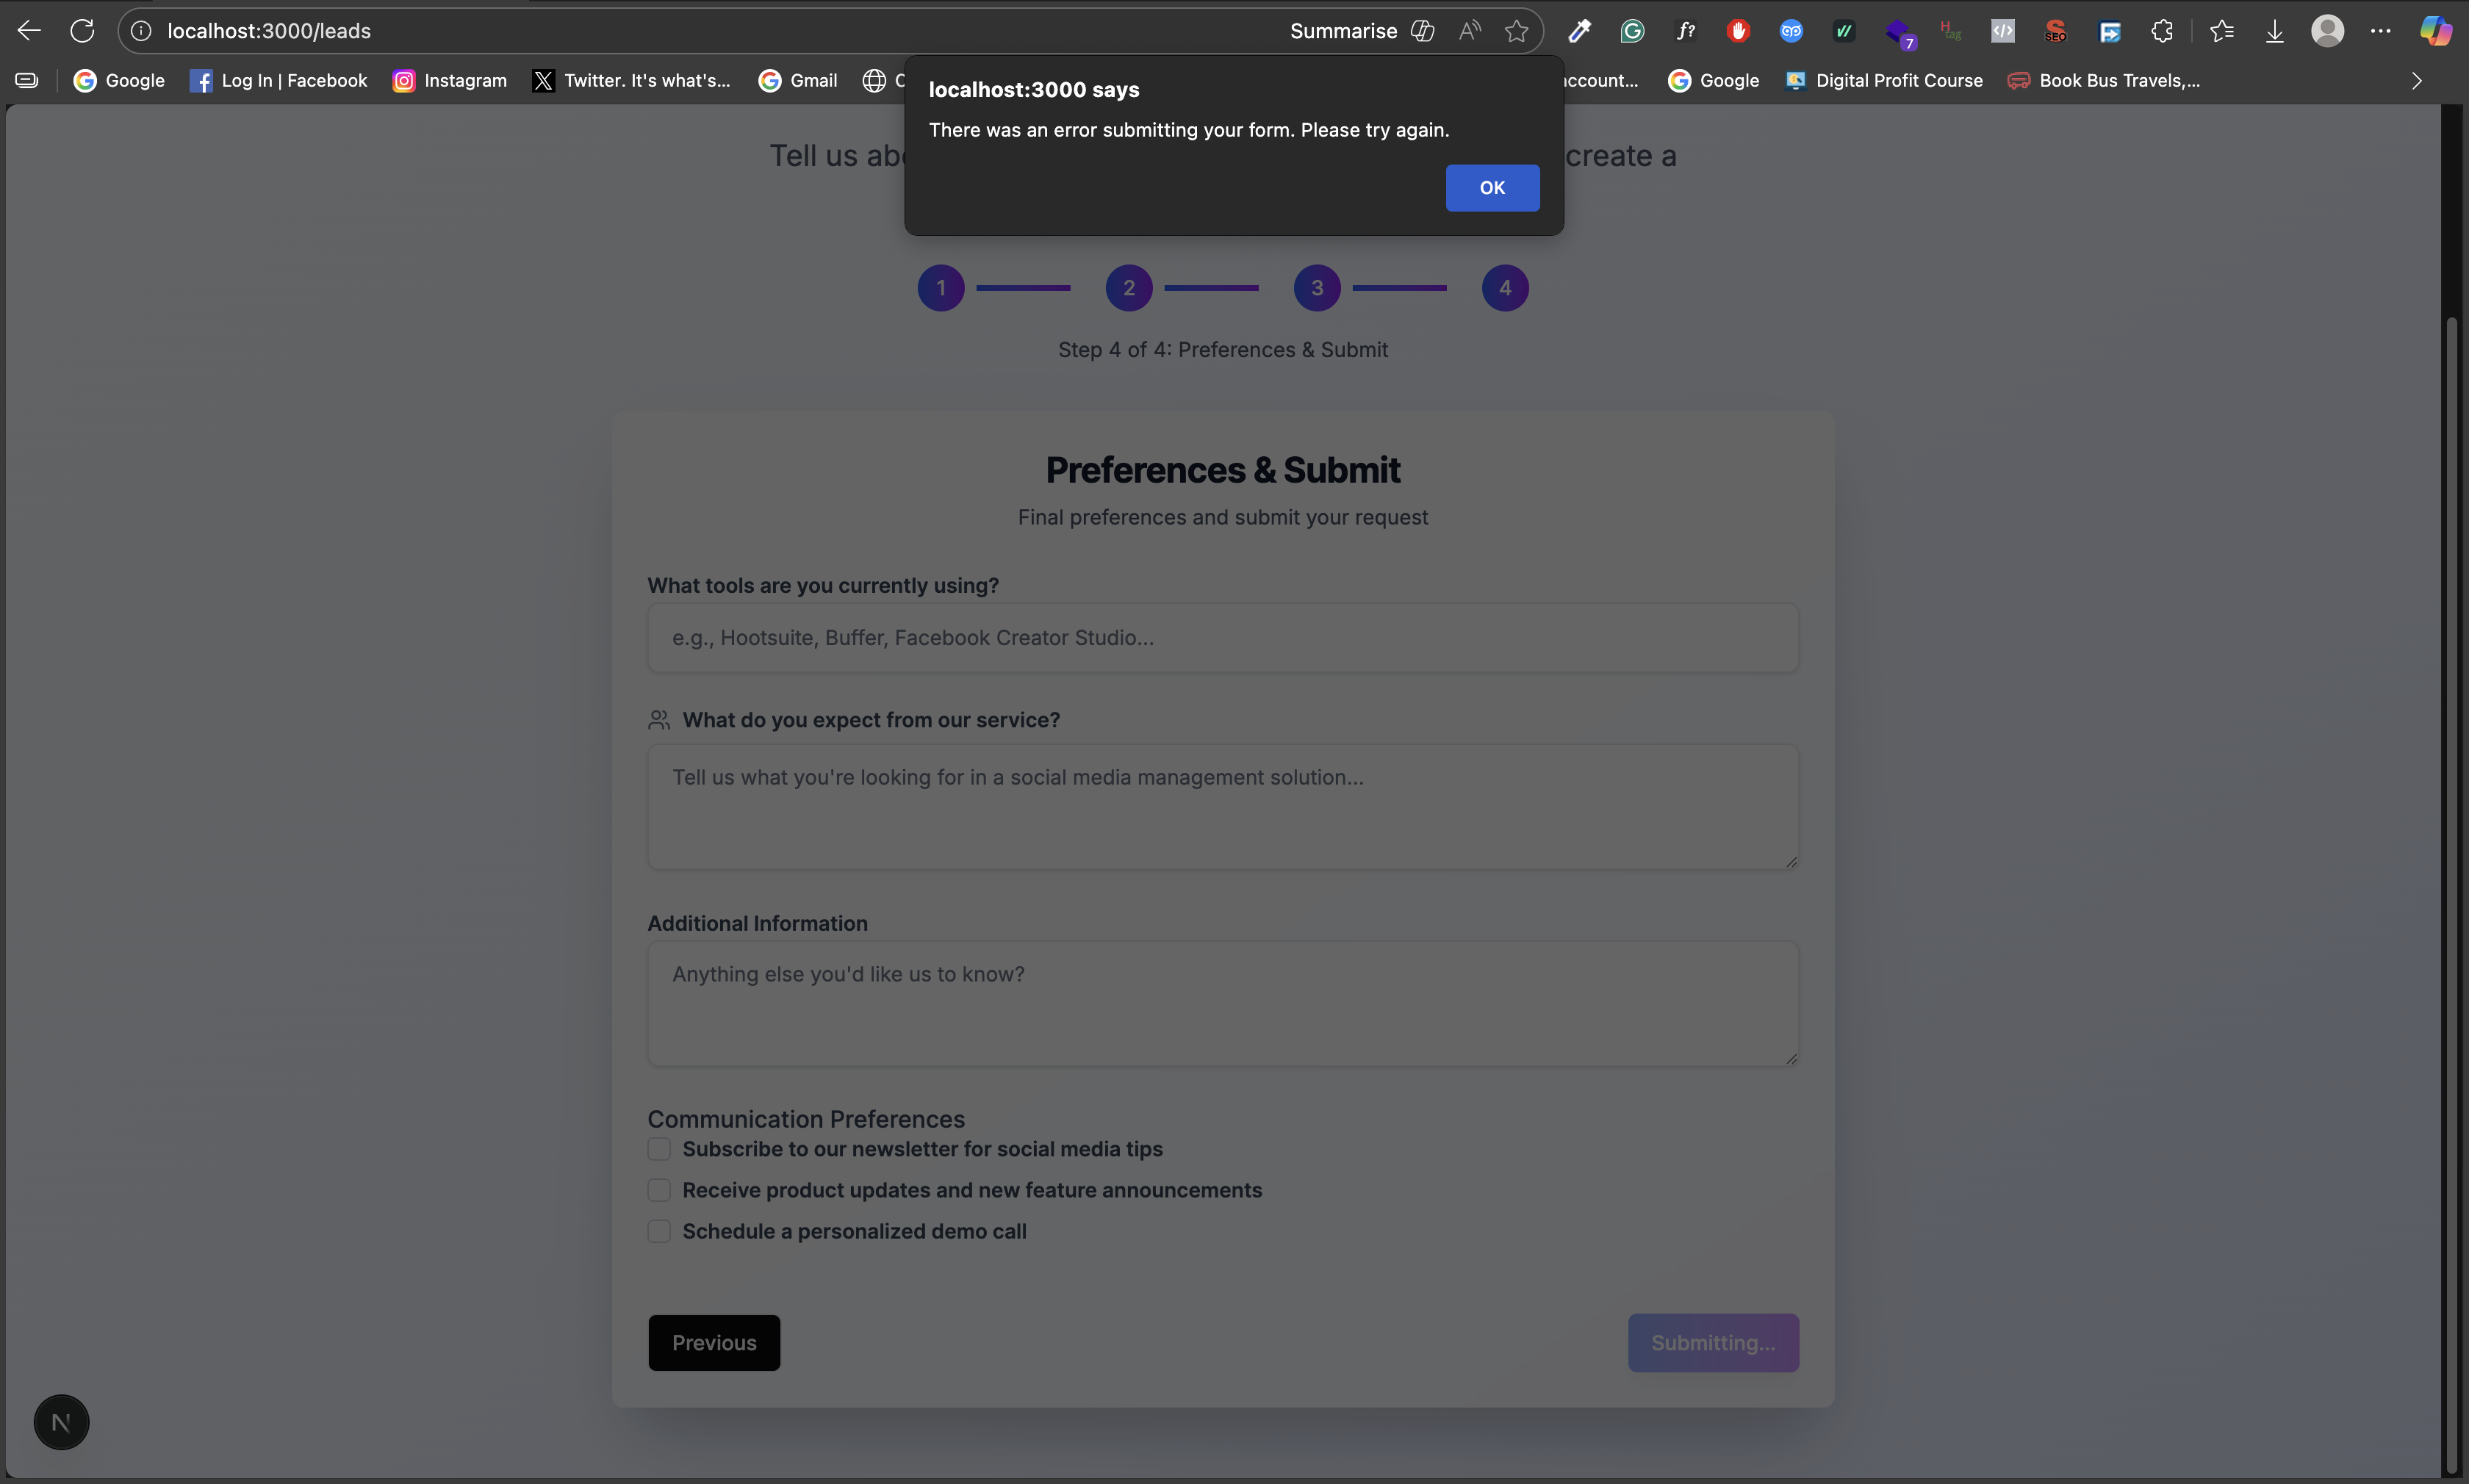 localhost:3000/leads
Summarise
Google
Log In | Facebook
Instagram
Twitter. It's what's...
Gmail
Google
Digital Profit Course
Book Bus Travels,...
7
localhost:3000 says
There was an error submitting your form. Please try again.
OK
Tell us
create a
1
2
3
4
Step 4 of 4: Preferences & Submit
Preferences & Submit
Final preferences and submit your request
What tools are you currently using?
e.g., Hootsuite, Buffer, Facebook Creator Studio...
What do you expect from our service?
Tell us what you're looking for in a social media management solution...
Additional Information
Anything else you'd like us to know?
Communication Preferences
Subscribe to our newsletter for social media tips
Receive product updates and new feature announcements
Schedule a personalized demo call
Previous
Submitting...
N